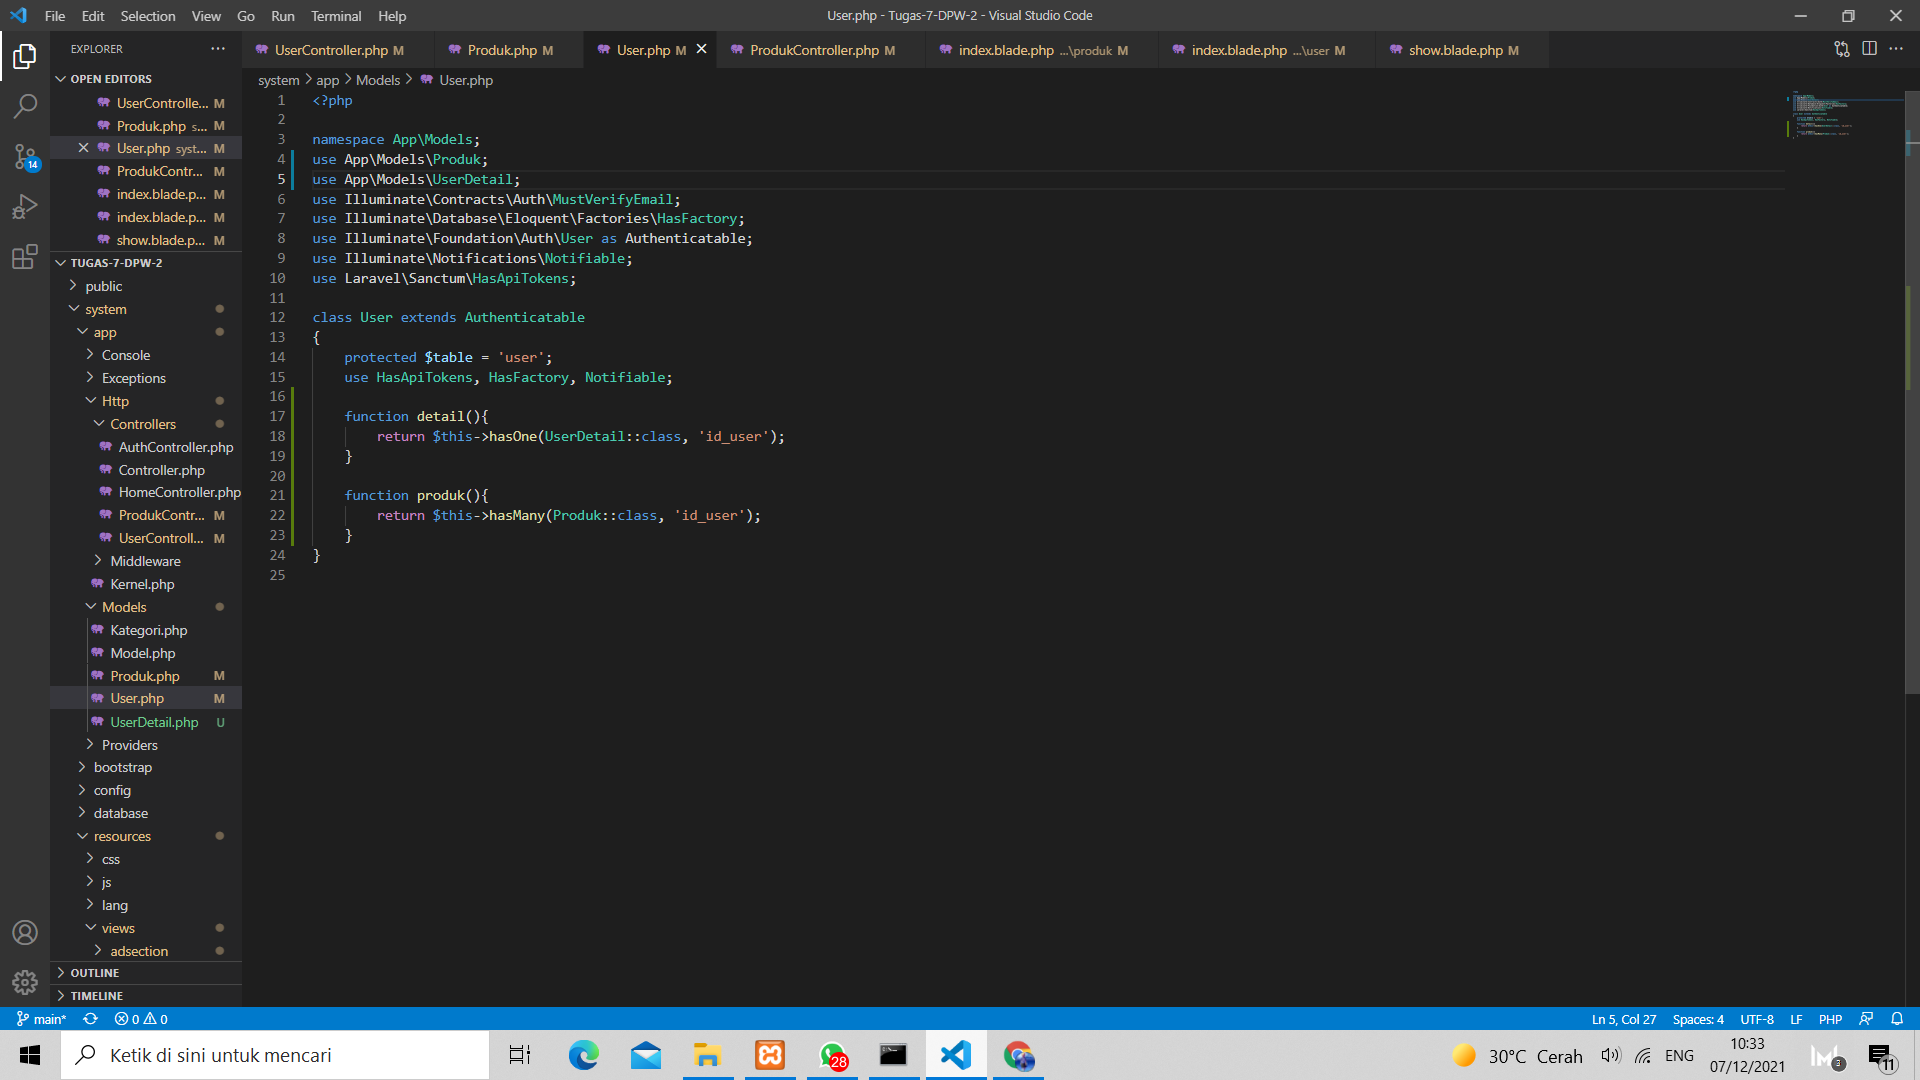 File Edit Selection View Go Run Terminal Help
User.php - Tugas-7-DPW-2 - Visual Studio Code
EXPLORER
OPEN EDITORS
UserControlle... M
Produk.php s... M
User.php syst... M
ProdukContr... M
index.blade.p... M
index.blade.p... M
show.blade.p... M
TUGAS-7-DPW-2
public
system
app
Console
Exceptions
Http
Controllers
AuthController.php
Controller.php
HomeController.php
ProdukContr... M
UserControll... M
Middleware
Kernel.php
Models
Kategori.php
Model.php
Produk.php M
User.php M
UserDetail.php U
Providers
bootstrap
config
database
resources
css
js
lang
views
adsection
OUTLINE
TIMELINE
14
UserController.php M Produk.php M User.php M ProdukController.php M index.blade.php ...\produk M index.blade.php ...\user M show.blade.php M
system > app > Models > User.php
1 <?php
2
3 namespace App\Models;
4 use App\Models\Produk;
5 use App\Models\UserDetail;
6 use Illuminate\Contracts\Auth\MustVerifyEmail;
7 use Illuminate\Database\Eloquent\Factories\HasFactory;
8 use Illuminate\Foundation\Auth\User as Authenticatable;
9 use Illuminate\Notifications\Notifiable;
10 use Laravel\Sanctum\HasApiTokens;
11
12 class User extends Authenticatable
13 {
14 protected $table = 'user';
15 use HasApiTokens, HasFactory, Notifiable;
16
17 function detail(){
18 return $this->hasOne(UserDetail::class, 'id_user');
19 }
20
21 function produk(){
22 return $this->hasMany(Produk::class, 'id_user');
23 }
24 }
25
main* 0 0
Ln 5, Col 27 Spaces: 4 UTF-8 LF PHP
Ketik di sini untuk mencari
28
30°C Cerah
ENG
10:33
07/12/2021
3
11